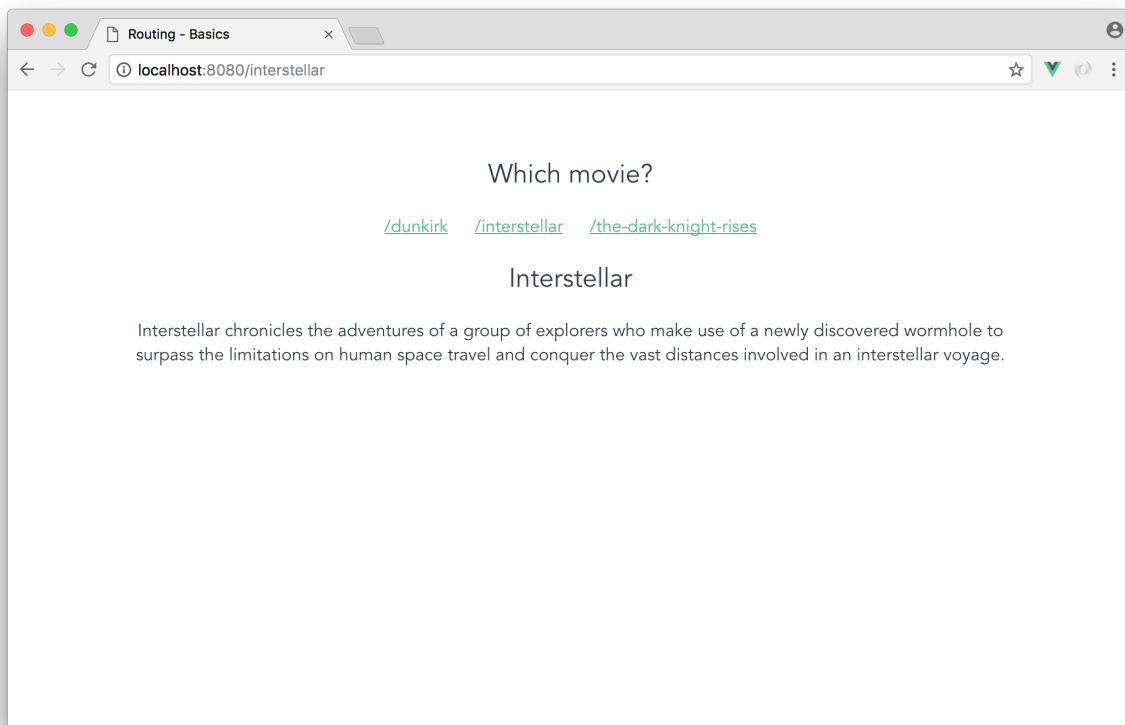 Routing - Basics
localhost:8080/interstellar
Which movie?
/dunkirk /interstellar /the-dark-knight-rises
Interstellar
Interstellar chronicles the adventures of a group of explorers who make use of a newly discovered wormhole to
surpass the limitations on human space travel and conquer the vast distances involved in an interstellar voyage.